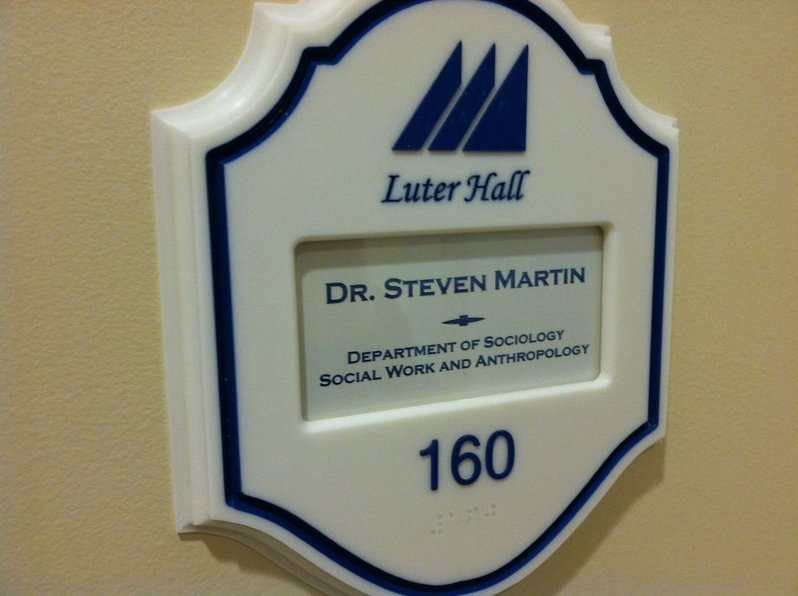 Luter Hall
DR. STEVEN MARTIN
DEPARTMENT OF SOCIOLOGY
SOCIAL WORK AND ANTHROPOLOGY
160